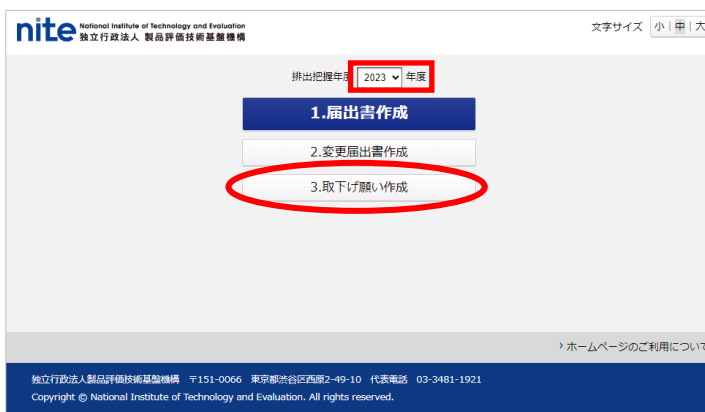 nite National Institute of Technology and Evaluation
独立行政法人 製品評価技術基盤機構
文字サイズ 小 | 中 | 大
排出把握年度 2023 年度
1.届出書作成
2.変更届出書作成
3.取下げ願い作成
ホームページのご利用について
独立行政法人製品評価技術基盤機構 〒151-0066 東京都渋谷区西原2-49-10 代表電話 03-3481-1921
Copyright © National Institute of Technology and Evaluation. All rights reserved.